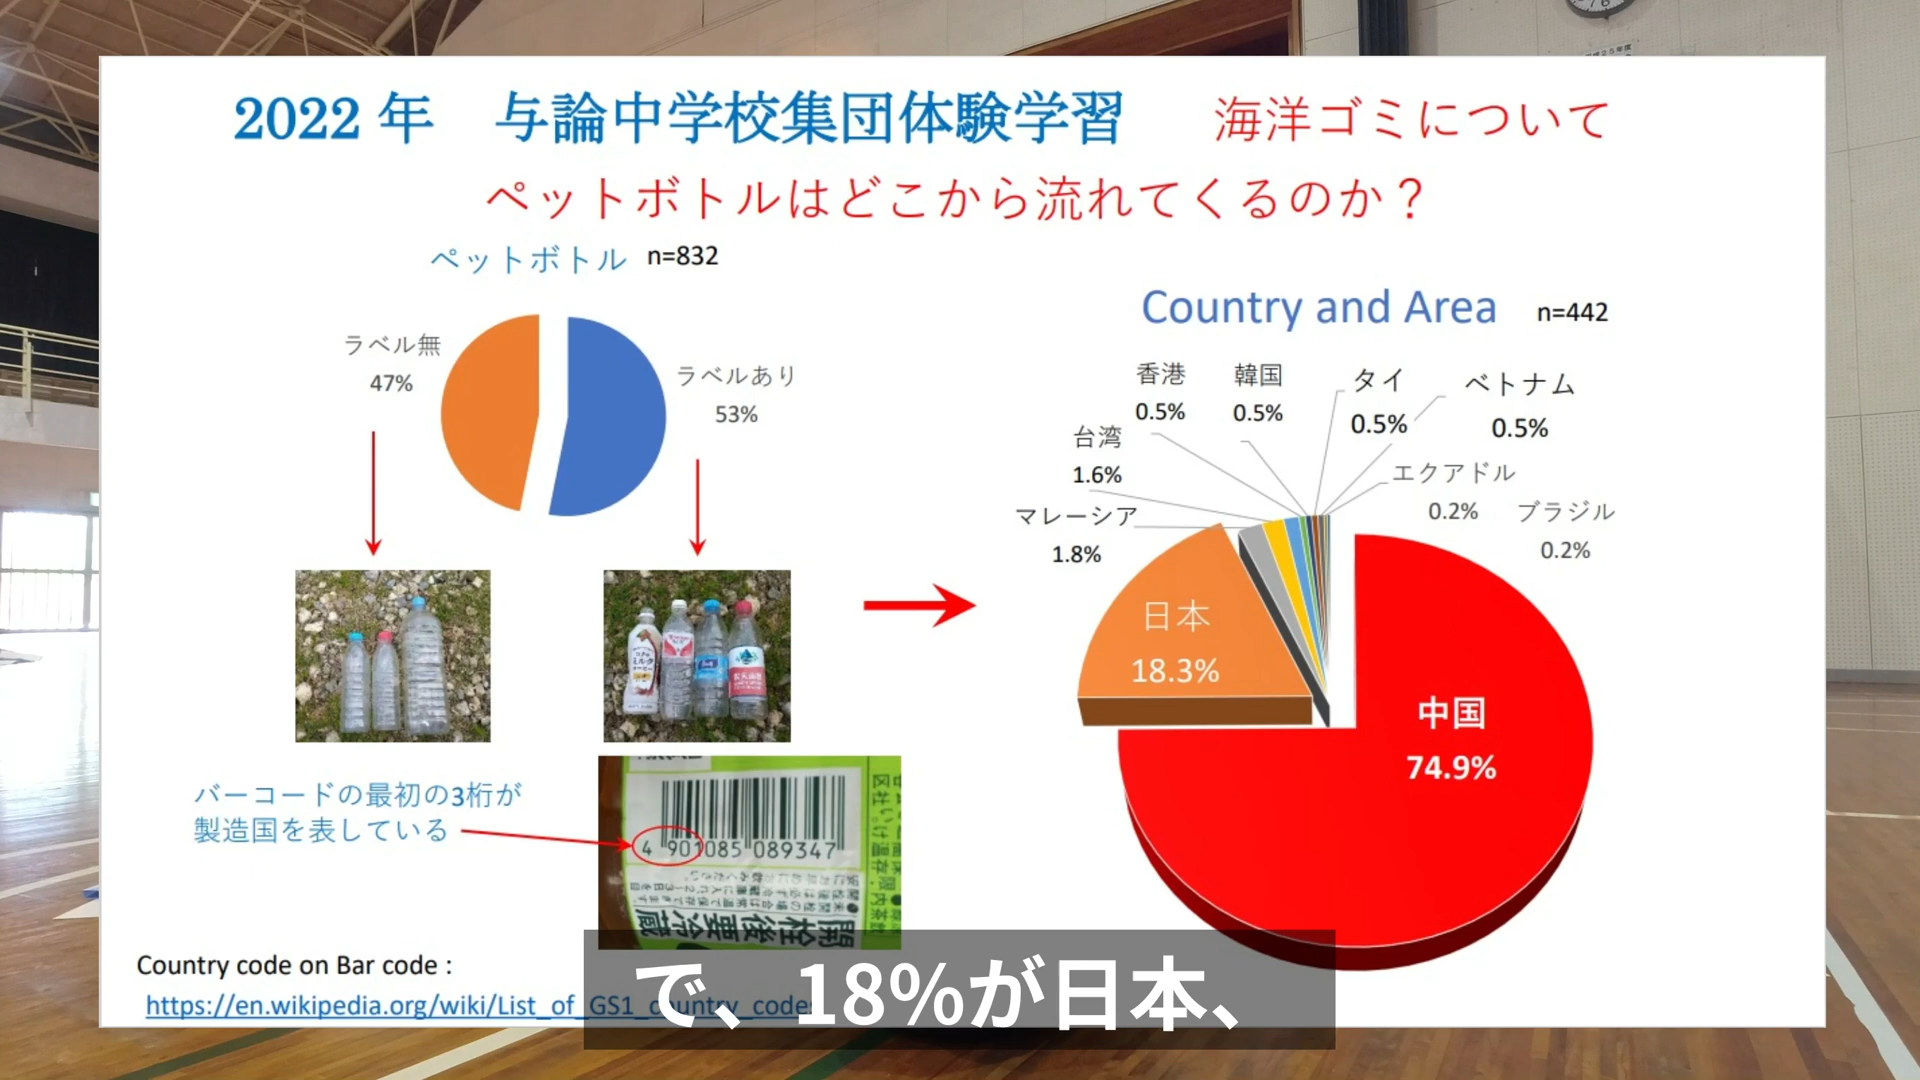 2022 年　与論中学校集団体験学習　海洋ゴミについて
ペットボトルはどこから流れてくるのか？
ペットボトル n=832
ラベル無
47%
ラベルあり
53%
Country and Area n=442
香港
0.5%
韓国
0.5%
タイ
0.5%
ベトナム
0.5%
台湾
1.6%
エクアドル
0.2%
ブラジル
0.2%
マレーシア
1.8%
日本
18.3%
中国
74.9%
バーコードの最初の3桁が
製造国を表している
4 901085 089347
開栓後要冷蔵
Country code on Bar code :
https://en.wikipedia.org/wiki/List_of_GS1_country_codes
で、18%が日本、